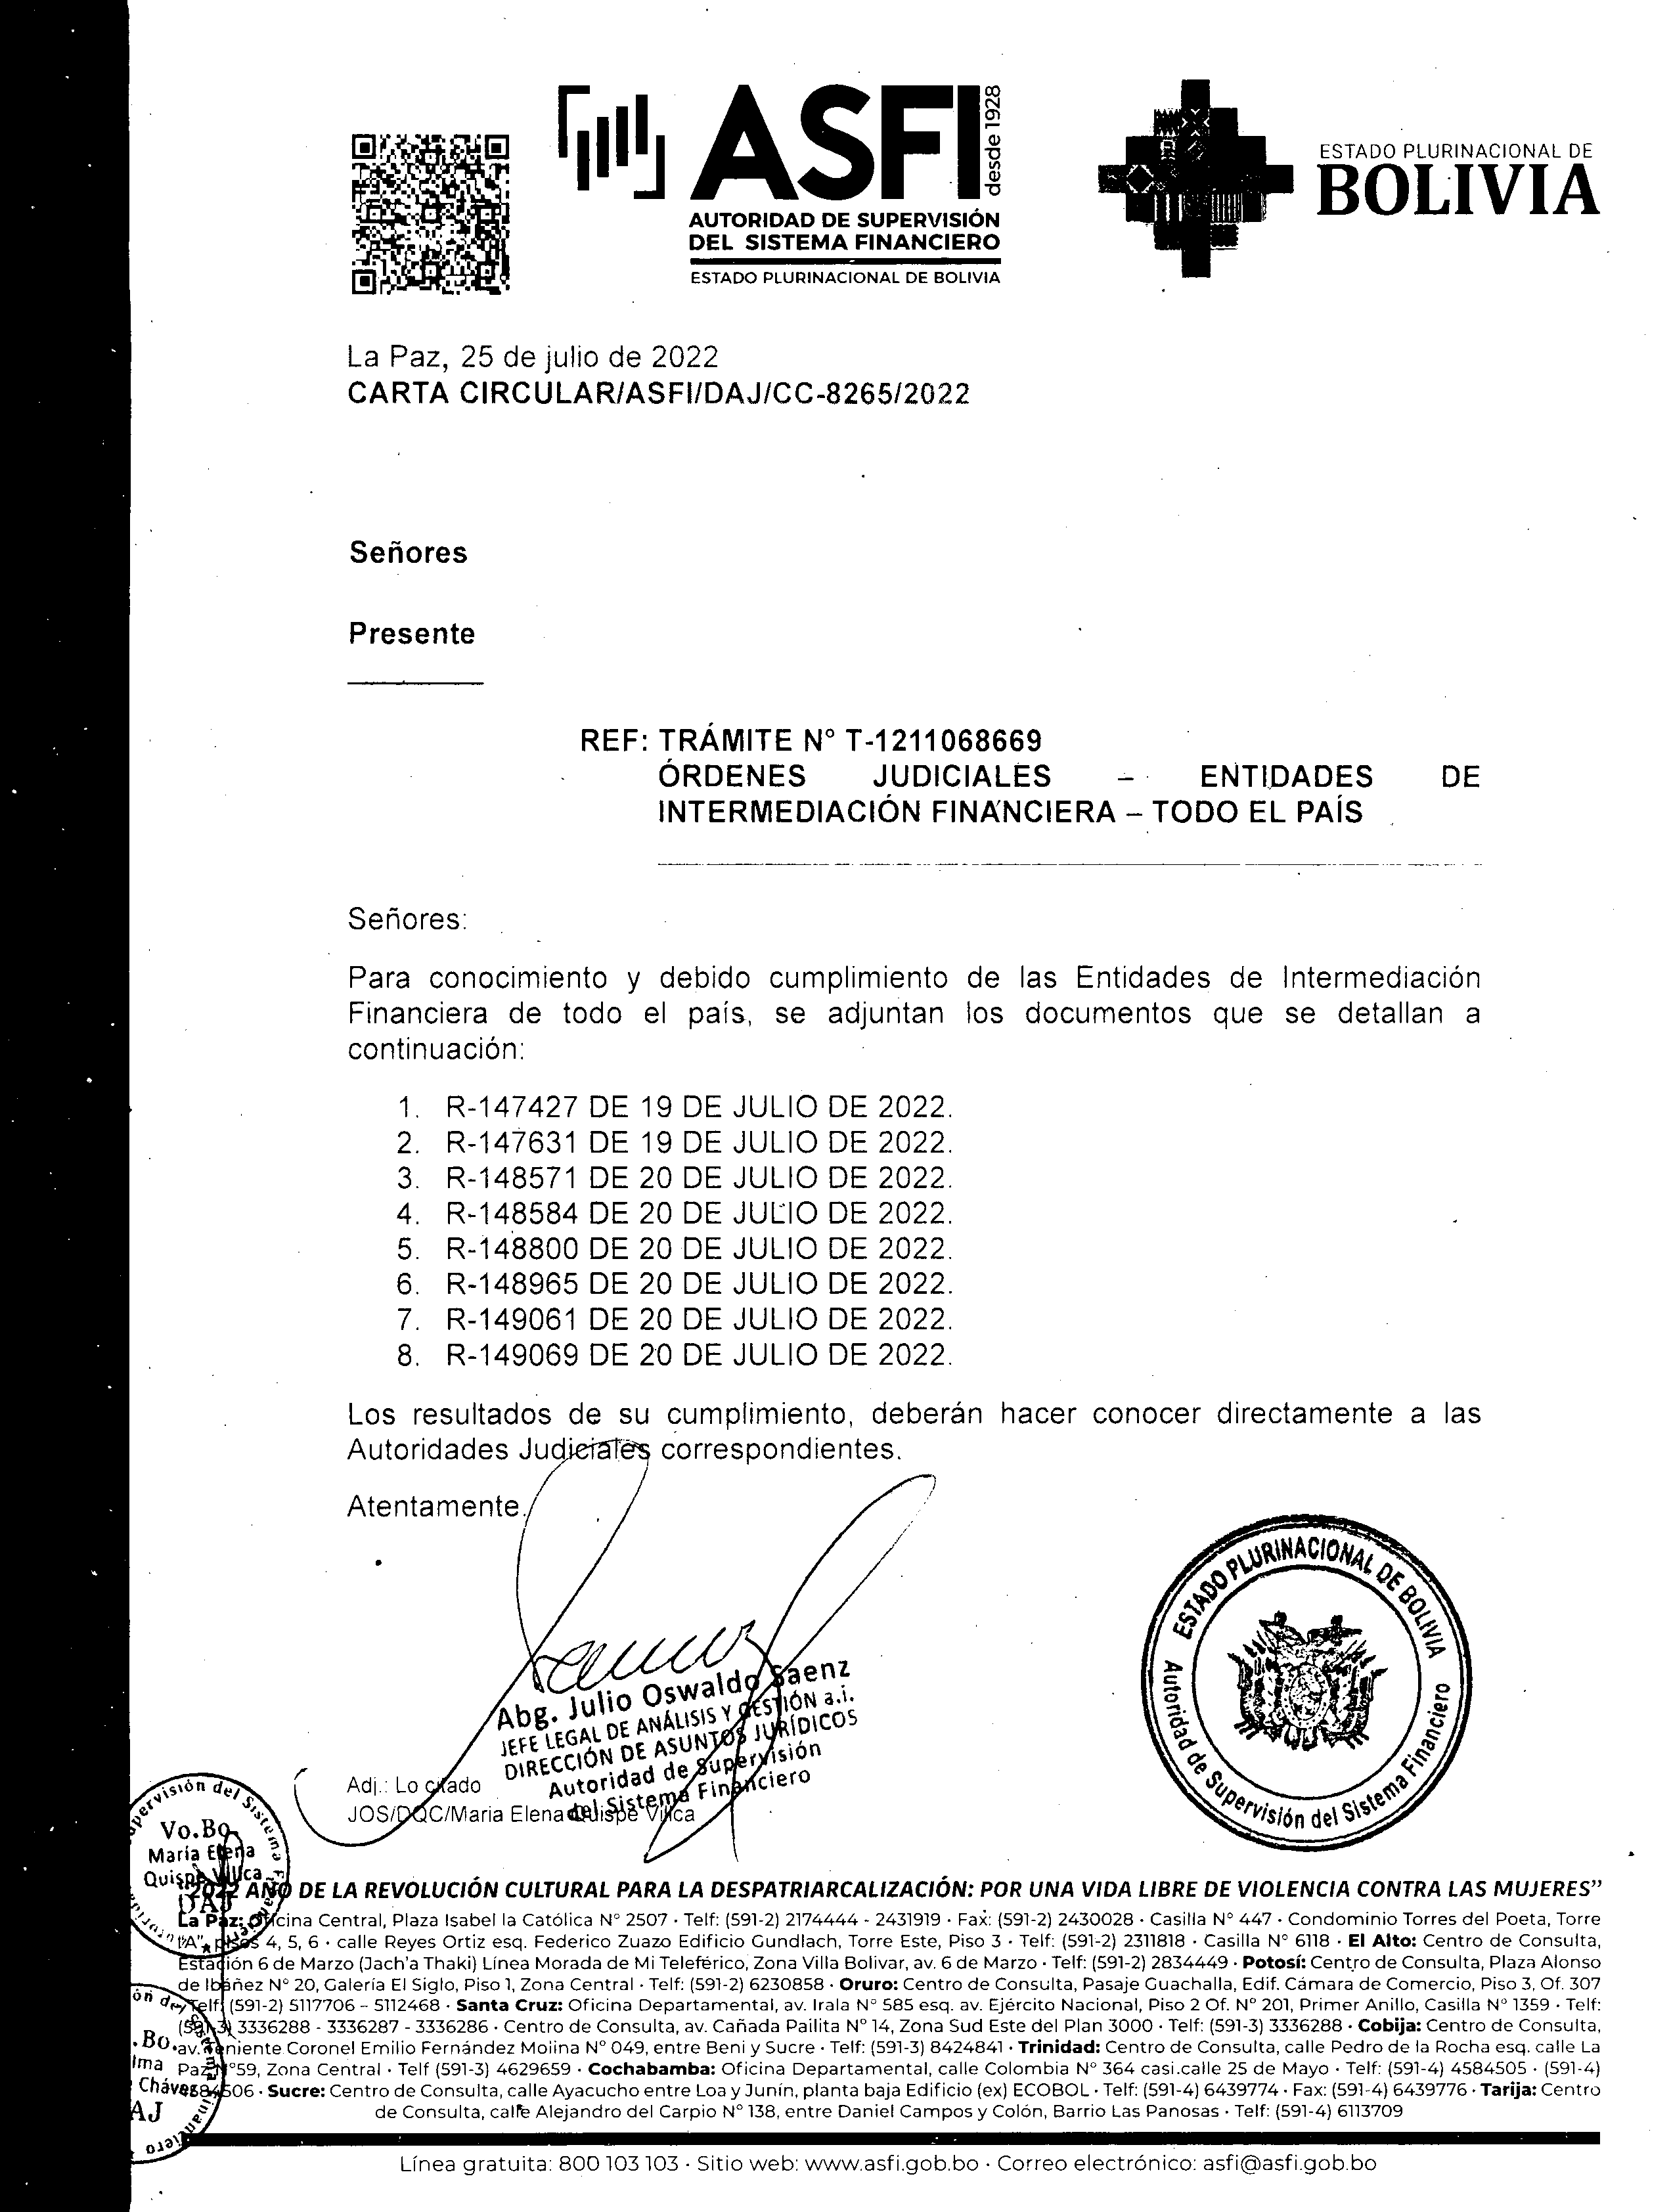 ASFI
desde 1928
AUTORIDAD DE SUPERVISIÓN
DEL SISTEMA FINANCIERO
ESTADO PLURINACIONAL DE BOLIVIA
ESTADO PLURINACIONAL DE
BOLIVIA
La Paz, 25 de julio de 2022
CARTA CIRCULAR/ASFI/DAJ/CC-8265/2022
Señores
Presente
REF: TRÁMITE N° T-1211068669
ÓRDENES JUDICIALES – ENTIDADES DE
INTERMEDIACIÓN FINANCIERA – TODO EL PAÍS
Señores:
Para conocimiento y debido cumplimiento de las Entidades de Intermediación
Financiera de todo el país, se adjuntan los documentos que se detallan a
continuación:
1. R-147427 DE 19 DE JULIO DE 2022.
2. R-147631 DE 19 DE JULIO DE 2022.
3. R-148571 DE 20 DE JULIO DE 2022.
4. R-148584 DE 20 DE JULIO DE 2022.
5. R-148800 DE 20 DE JULIO DE 2022.
6. R-148965 DE 20 DE JULIO DE 2022.
7. R-149061 DE 20 DE JULIO DE 2022.
8. R-149069 DE 20 DE JULIO DE 2022.
Los resultados de su cumplimiento, deberán hacer conocer directamente a las
Autoridades Judiciales correspondientes.
Atentamente.
Abg. Julio Oswaldo Saenz
JEFE LEGAL DE ANÁLISIS Y GESTIÓN a.i.
DIRECCIÓN DE ASUNTOS JURÍDICOS
Autoridad de Supervisión
del Sistema Financiero
ESTADO PLURINACIONAL DE BOLIVIA
Autoridad de Supervisión del Sistema Financiero
Adj.: Lo citado
JOS/DQC/Maria Elena Quispe Villca
Vo.Bo.
María Elena
Quispe Villca
DAJ
2022 AÑO DE LA REVOLUCIÓN CULTURAL PARA LA DESPATRIARCALIZACIÓN: POR UNA VIDA LIBRE DE VIOLENCIA CONTRA LAS MUJERES”
La Paz: Oficina Central, Plaza Isabel la Católica N° 2507 · Telf: (591-2) 2174444 - 2431919 · Fax: (591-2) 2430028 · Casilla N° 447 · Condominio Torres del Poeta, Torre
"A", pisos 4, 5, 6 · calle Reyes Ortiz esq. Federico Zuazo Edificio Gundlach, Torre Este, Piso 3 · Telf: (591-2) 2311818 · Casilla N° 6118 · El Alto: Centro de Consulta,
Estación 6 de Marzo (Jach'a Thaki) Línea Morada de Mi Teleférico, Zona Villa Bolivar, av. 6 de Marzo · Telf: (591-2) 2834449 · Potosí: Centro de Consulta, Plaza Alonso
de Ibáñez N° 20, Galería El Siglo, Piso 1, Zona Central · Telf: (591-2) 6230858 · Oruro: Centro de Consulta, Pasaje Guachalla, Edif. Cámara de Comercio, Piso 3, Of. 307
Telf: (591-2) 5117706 – 5112468 · Santa Cruz: Oficina Departamental, av. Irala N° 585 esq. av. Ejército Nacional, Piso 2 Of. N° 201, Primer Anillo, Casilla N° 1359 · Telf:
(591-3) 3336288 - 3336287 - 3336286 · Centro de Consulta, av. Cañada Pailita N° 14, Zona Sud Este del Plan 3000 · Telf: (591-3) 3336288 · Cobija: Centro de Consulta,
av. Teniente Coronel Emilio Fernández Molina N° 049, entre Beni y Sucre · Telf: (591-3) 8424841 · Trinidad: Centro de Consulta, calle Pedro de la Rocha esq. calle La
Paz N°59, Zona Central · Telf (591-3) 4629659 · Cochabamba: Oficina Departamental, calle Colombia N° 364 casi.calle 25 de Mayo · Telf: (591-4) 4584505 · (591-4)
4584506 · Sucre: Centro de Consulta, calle Ayacucho entre Loa y Junín, planta baja Edificio (ex) ECOBOL · Telf: (591-4) 6439774 · Fax: (591-4) 6439776 · Tarija: Centro
de Consulta, calle Alejandro del Carpio N° 138, entre Daniel Campos y Colón, Barrio Las Panosas · Telf: (591-4) 6113709
Línea gratuita: 800 103 103 · Sitio web: www.asfi.gob.bo · Correo electrónico: asfi@asfi.gob.bo